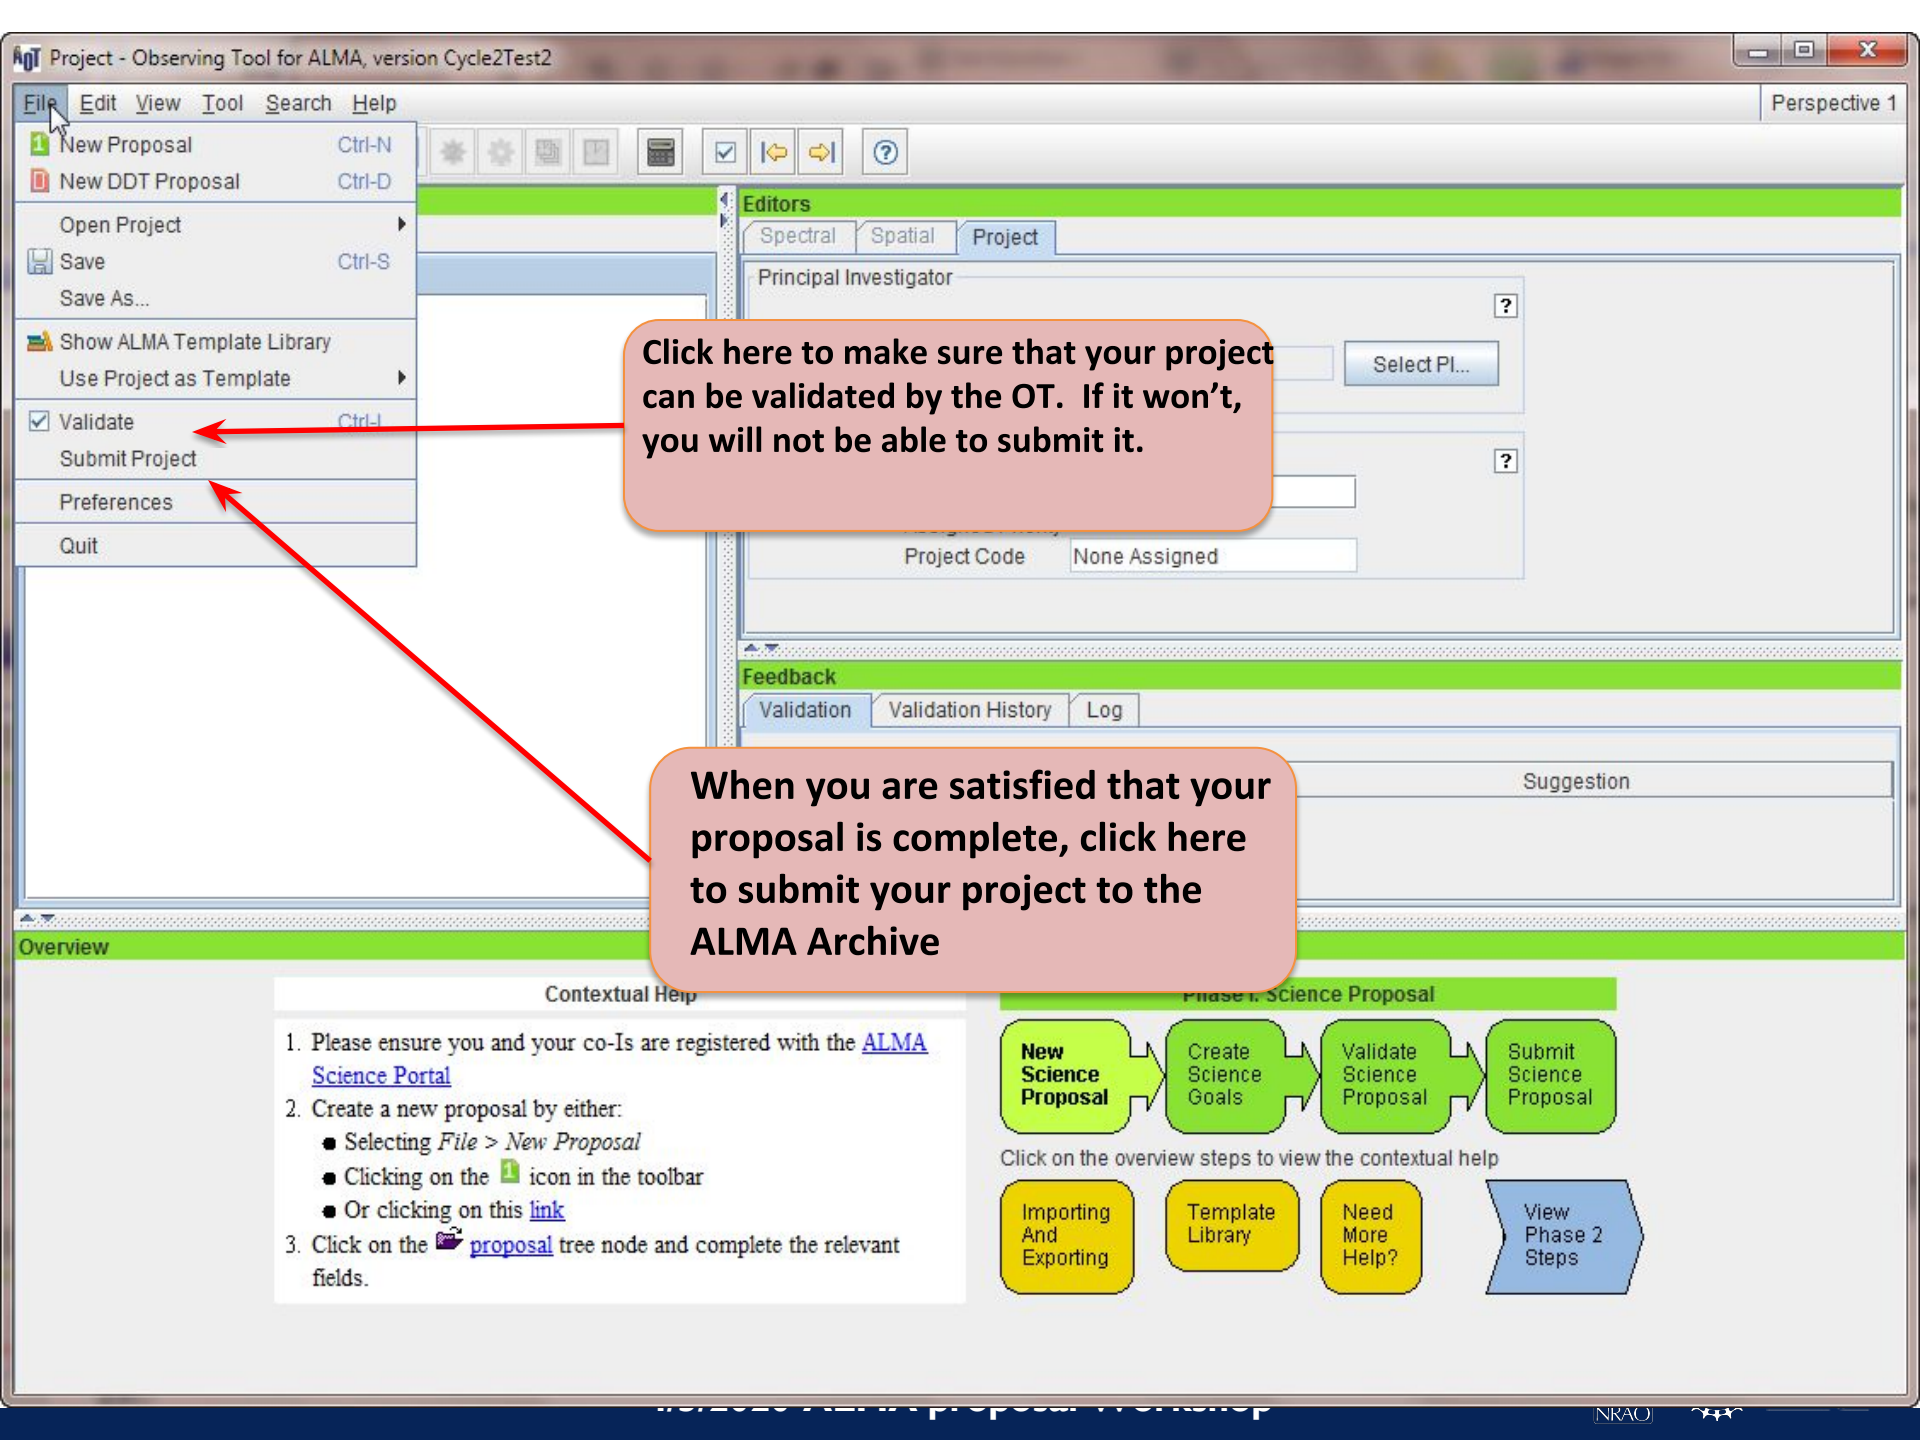 Project - Observing Tool for ALMA, version Cycle2Test2
File Edit View Tool Search Help
Perspective 1
New Proposal Ctrl-N
New DDT Proposal Ctrl-D
Open Project
Save Ctrl-S
Save As...
Show ALMA Template Library
Use Project as Template
Validate
Submit Project
Preferences
Quit
Editors
Spectral Spatial Project
Principal Investigator
?
Select PI...
?
Click here to make sure that your project
can be validated by the OT. If it won't,
you will not be able to submit it.
Project Code None Assigned
Feedback
Validation Validation History Log
Suggestion
When you are satisfied that your
proposal is complete, click here
to submit your project to the
ALMA Archive
Overview
Contextual Help
1. Please ensure you and your co-Is are registered with the ALMA
Science Portal
2. Create a new proposal by either:
● Selecting File > New Proposal
● Clicking on the 1 icon in the toolbar
● Or clicking on this link
3. Click on the proposal tree node and complete the relevant
fields.
Phase I: Science Proposal
New
Science
Proposal
Create
Science
Goals
Validate
Science
Proposal
Submit
Science
Proposal
Click on the overview steps to view the contextual help
Importing
And
Exporting
Template
Library
Need
More
Help?
View
Phase 2
Steps
ALMA proposal Workshop
NRAO